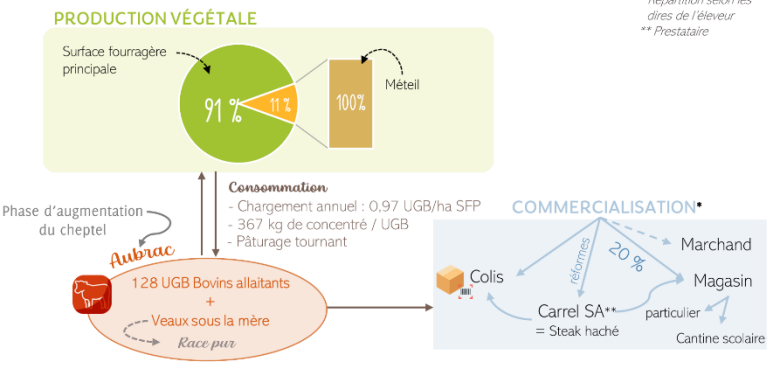 Répartition selon les
dires de l'éleveur
** Prestataire
PRODUCTION VÉGÉTALE
Surface fourragère
principale
91 %
11 %
100%
Méteil
Consommation
- Chargement annuel : 0,97 UGB/ha SFP
- 367 kg de concentré / UGB
- Pâturage tournant
Phase d'augmentation
du cheptel
Aubrac
128 UGB Bovins allaitants
+
Veaux sous la mère
Race pur
COMMERCIALISATION*
réformes
20 %
Marchand
Colis
Magasin
Carrel SA**
= Steak haché
particulier
Cantine scolaire